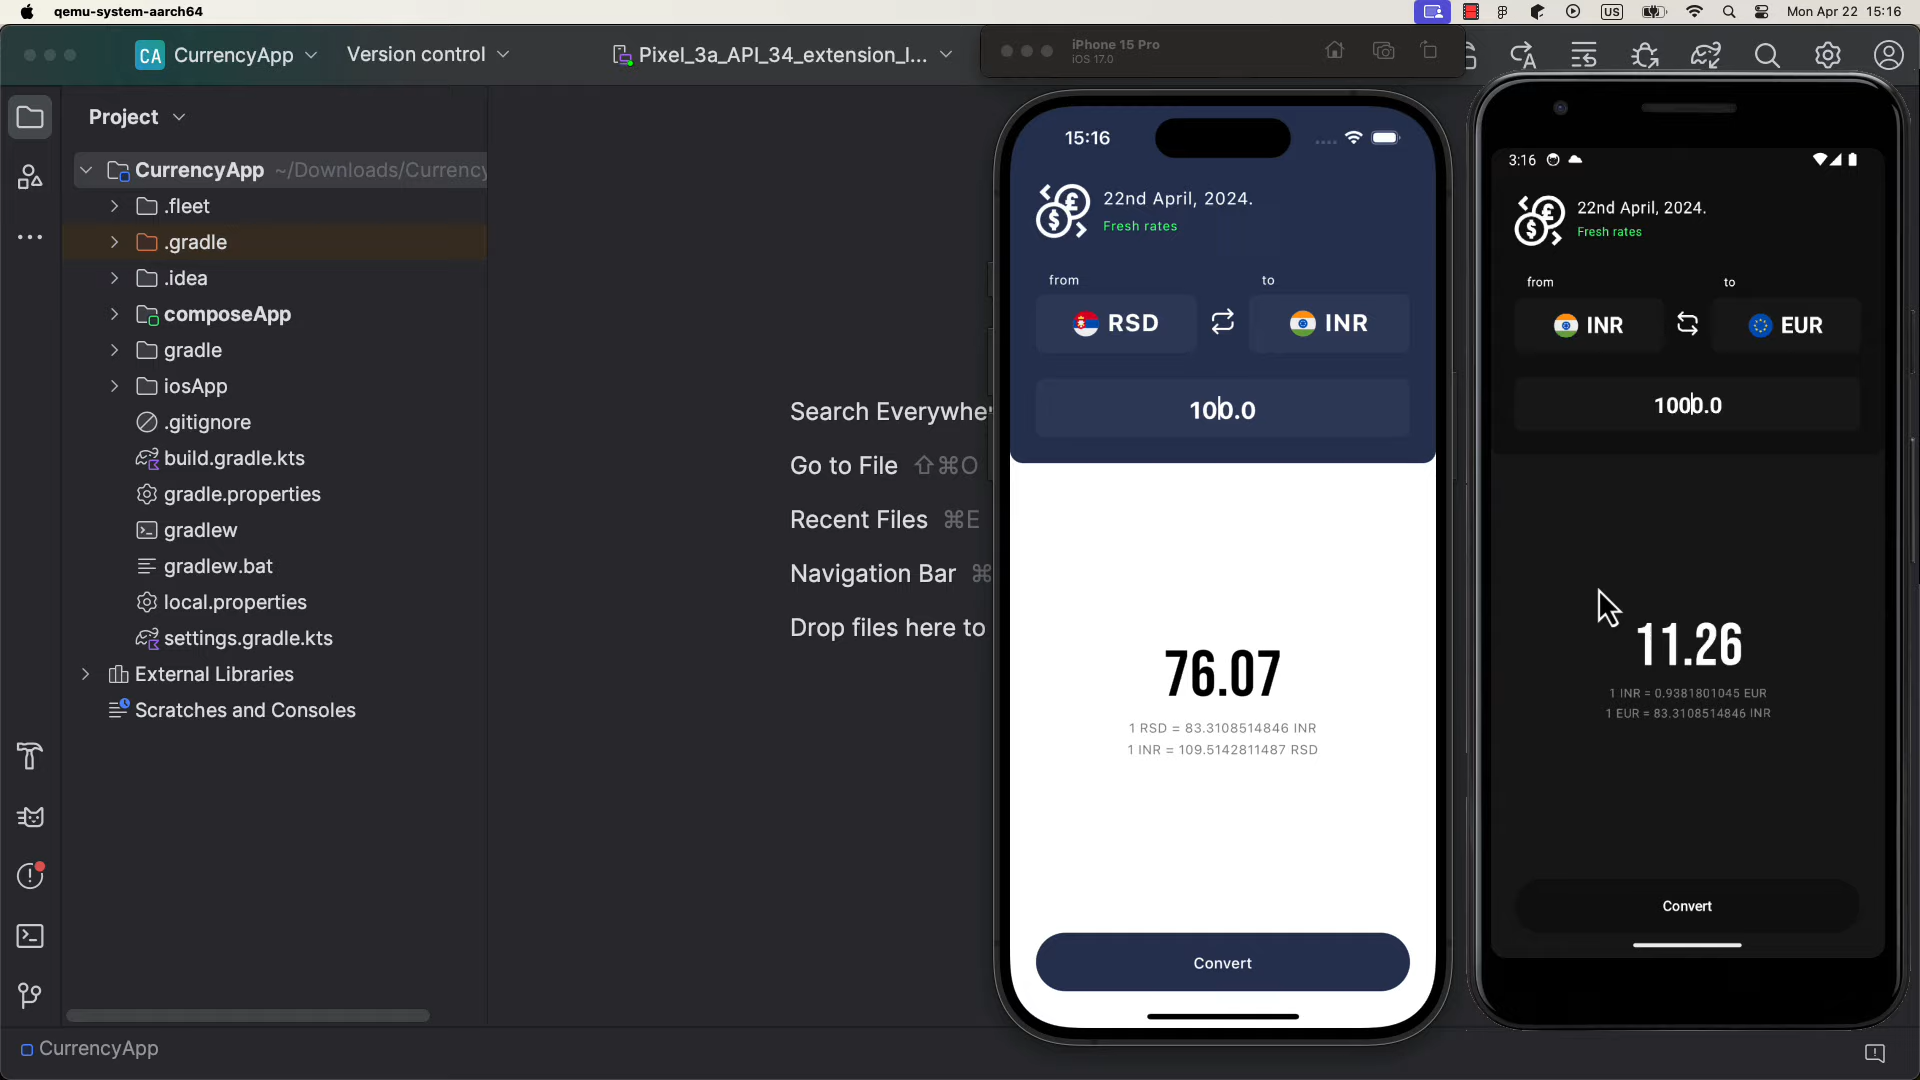 qemu-system-aarch64
US
Mon Apr 22 15:16
CA CurrencyApp
Version control
Pixel_3a_API_34_extension_l...
iPhone 15 Pro
iOS 17.0
Project
CurrencyApp ~/Downloads/Currency
.fleet
.gradle
.idea
composeApp
gradle
iosApp
.gitignore
build.gradle.kts
gradle.properties
gradlew
gradlew.bat
local.properties
settings.gradle.kts
External Libraries
Scratches and Consoles
Search Everywhe
Go to File ⇧⌘O
Recent Files ⌘E
Navigation Bar ⌘
Drop files here to
15:16
22nd April, 2024.
Fresh rates
from
to
RSD
INR
100.0
76.07
1 RSD = 83.3108514846 INR
1 INR = 109.5142811487 RSD
Convert
3:16
22nd April, 2024.
Fresh rates
from
to
INR
EUR
1000.0
11.26
1 INR = 0.9381801045 EUR
1 EUR = 83.3108514846 INR
Convert
CurrencyApp